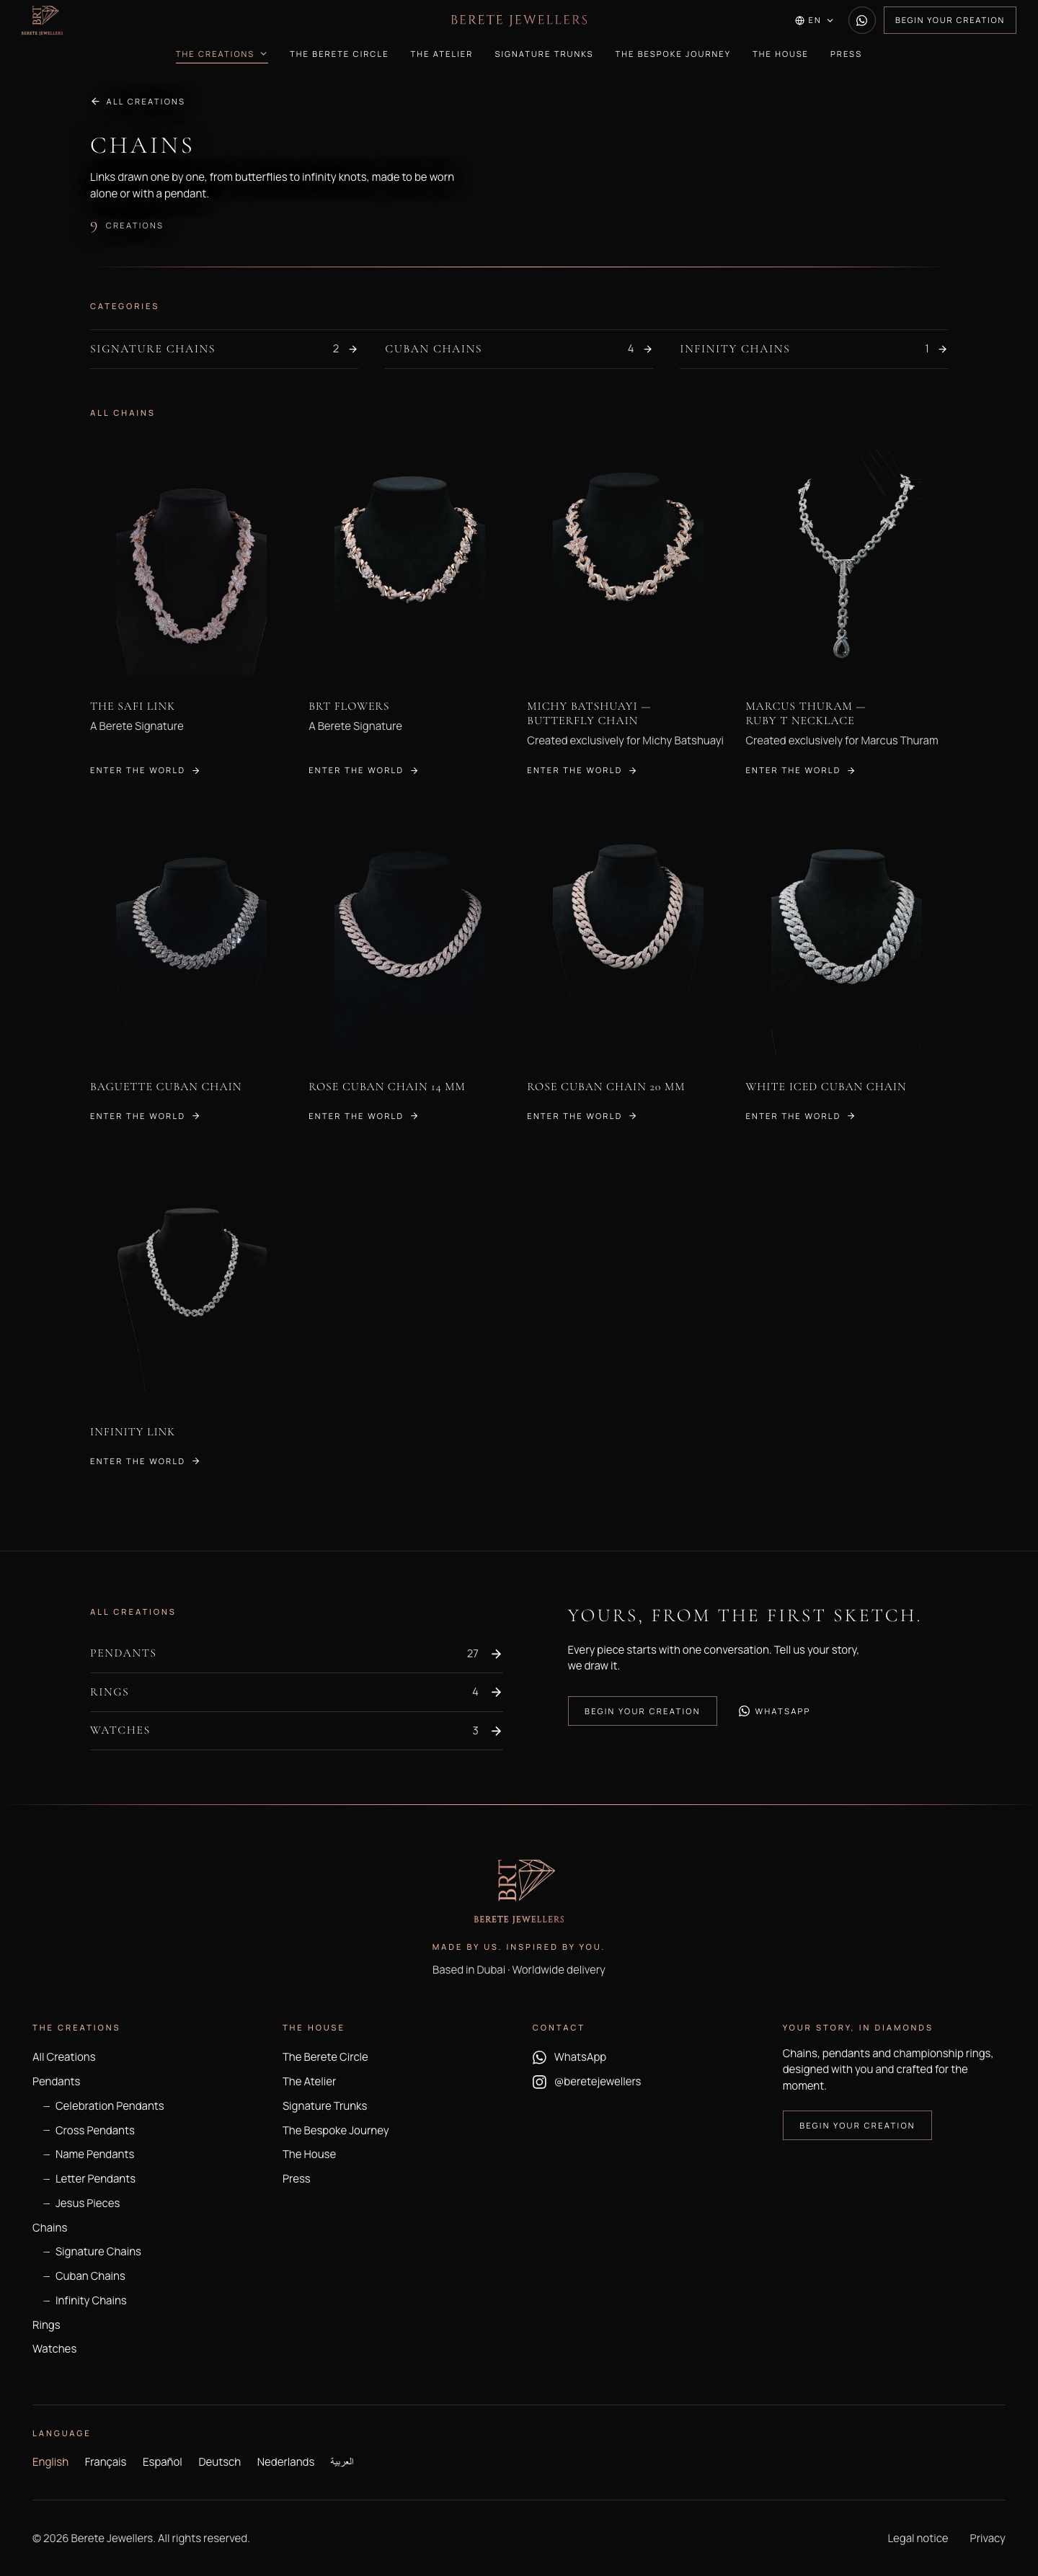 BRT
BERETE JEWELLERS
BERETE JEWELLERS
EN
BEGIN YOUR CREATION
THE CREATIONS
THE BERETE CIRCLE
THE ATELIER
SIGNATURE TRUNKS
THE BESPOKE JOURNEY
THE HOUSE
PRESS
ALL CREATIONS
CHAINS
Links drawn one by one, from butterflies to infinity knots, made to be worn
alone or with a pendant.
9 CREATIONS
CATEGORIES
SIGNATURE CHAINS 2
CUBAN CHAINS 4
INFINITY CHAINS 1
ALL CHAINS
THE SAFI LINK
A Berete Signature
ENTER THE WORLD
BRT FLOWERS
A Berete Signature
ENTER THE WORLD
MICHY BATSHUAYI —
BUTTERFLY CHAIN
Created exclusively for Michy Batshuayi
ENTER THE WORLD
MARCUS THURAM —
RUBY T NECKLACE
Created exclusively for Marcus Thuram
ENTER THE WORLD
BAGUETTE CUBAN CHAIN
ENTER THE WORLD
ROSE CUBAN CHAIN 14 MM
ENTER THE WORLD
ROSE CUBAN CHAIN 20 MM
ENTER THE WORLD
WHITE ICED CUBAN CHAIN
ENTER THE WORLD
INFINITY LINK
ENTER THE WORLD
ALL CREATIONS
PENDANTS 27
RINGS 4
WATCHES 3
YOURS, FROM THE FIRST SKETCH.
Every piece starts with one conversation. Tell us your story,
we draw it.
BEGIN YOUR CREATION
WHATSAPP
BRT
BERETE JEWELLERS
MADE BY US. INSPIRED BY YOU.
Based in Dubai · Worldwide delivery
THE CREATIONS
All Creations
Pendants
– Celebration Pendants
– Cross Pendants
– Name Pendants
– Letter Pendants
– Jesus Pieces
Chains
– Signature Chains
– Cuban Chains
– Infinity Chains
Rings
Watches
THE HOUSE
The Berete Circle
The Atelier
Signature Trunks
The Bespoke Journey
The House
Press
CONTACT
WhatsApp
@beretejewellers
YOUR STORY, IN DIAMONDS
Chains, pendants and championship rings,
designed with you and crafted for the
moment.
BEGIN YOUR CREATION
LANGUAGE
English Français Español Deutsch Nederlands العربية
© 2026 Berete Jewellers. All rights reserved.
Legal notice
Privacy